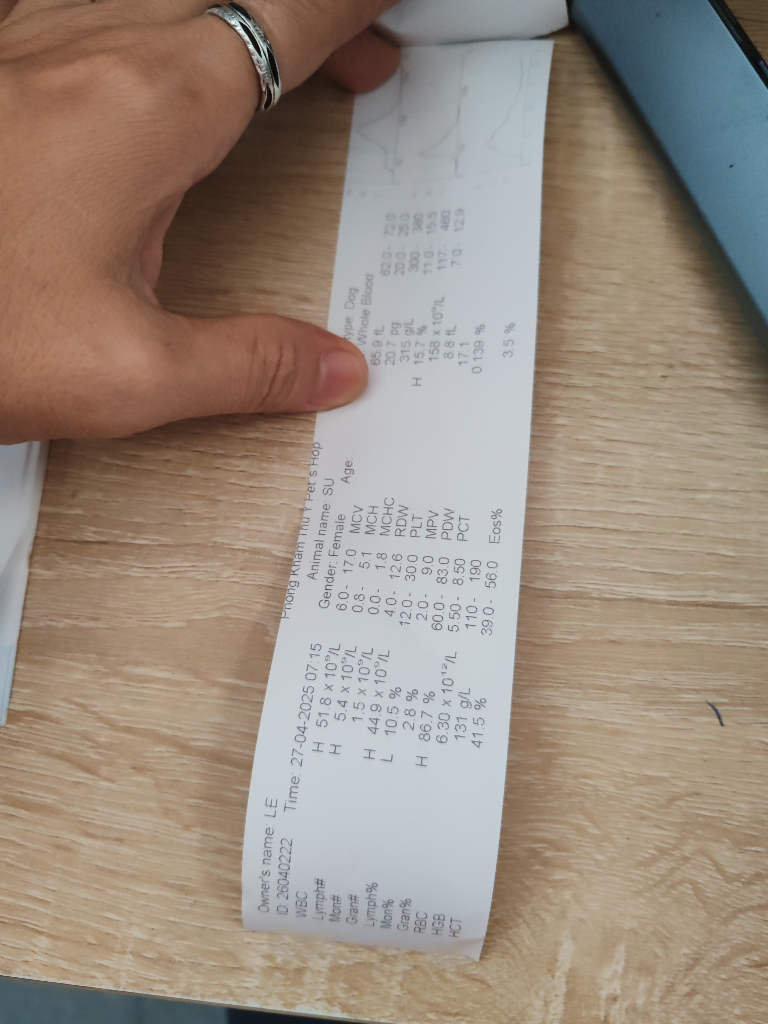 Phong Kham Thu Y Pet's Hop
Owner's name: LE Animal name: SU Type: Dog
ID: 26040222 Time: 27-04-2025 07:15 Gender: Female Age: Whole Blood
WBC H 51.8 x 10⁹/L 6.0 - 17.0 MCV 65.9 fL 62.0 - 72.0
Lymph# H 5.4 x 10⁹/L 0.8 - 5.1 MCH 20.7 pg 20.0 - 25.0
Mon# 1.5 x 10⁹/L 0.0 - 1.8 MCHC 315 g/L 300 - 380
Gran# H 44.9 x 10⁹/L 4.0 - 12.6 RDW H 15.7 % 11.0 - 15.5
Lymph% L 10.5 % 12.0 - 30.0 PLT 158 x 10⁹/L 117 - 460
Mon% 2.8 % 2.0 - 9.0 MPV 8.8 fL 7.0 - 12.9
Gran% H 86.7 % 60.0 - 83.0 PDW 17.1
RBC 6.30 x 10¹²/L 5.50 - 8.50 PCT 0.139 %
HGB 131 g/L 110 - 190
HCT 41.5 % 39.0 - 56.0 Eos% 3.5 %